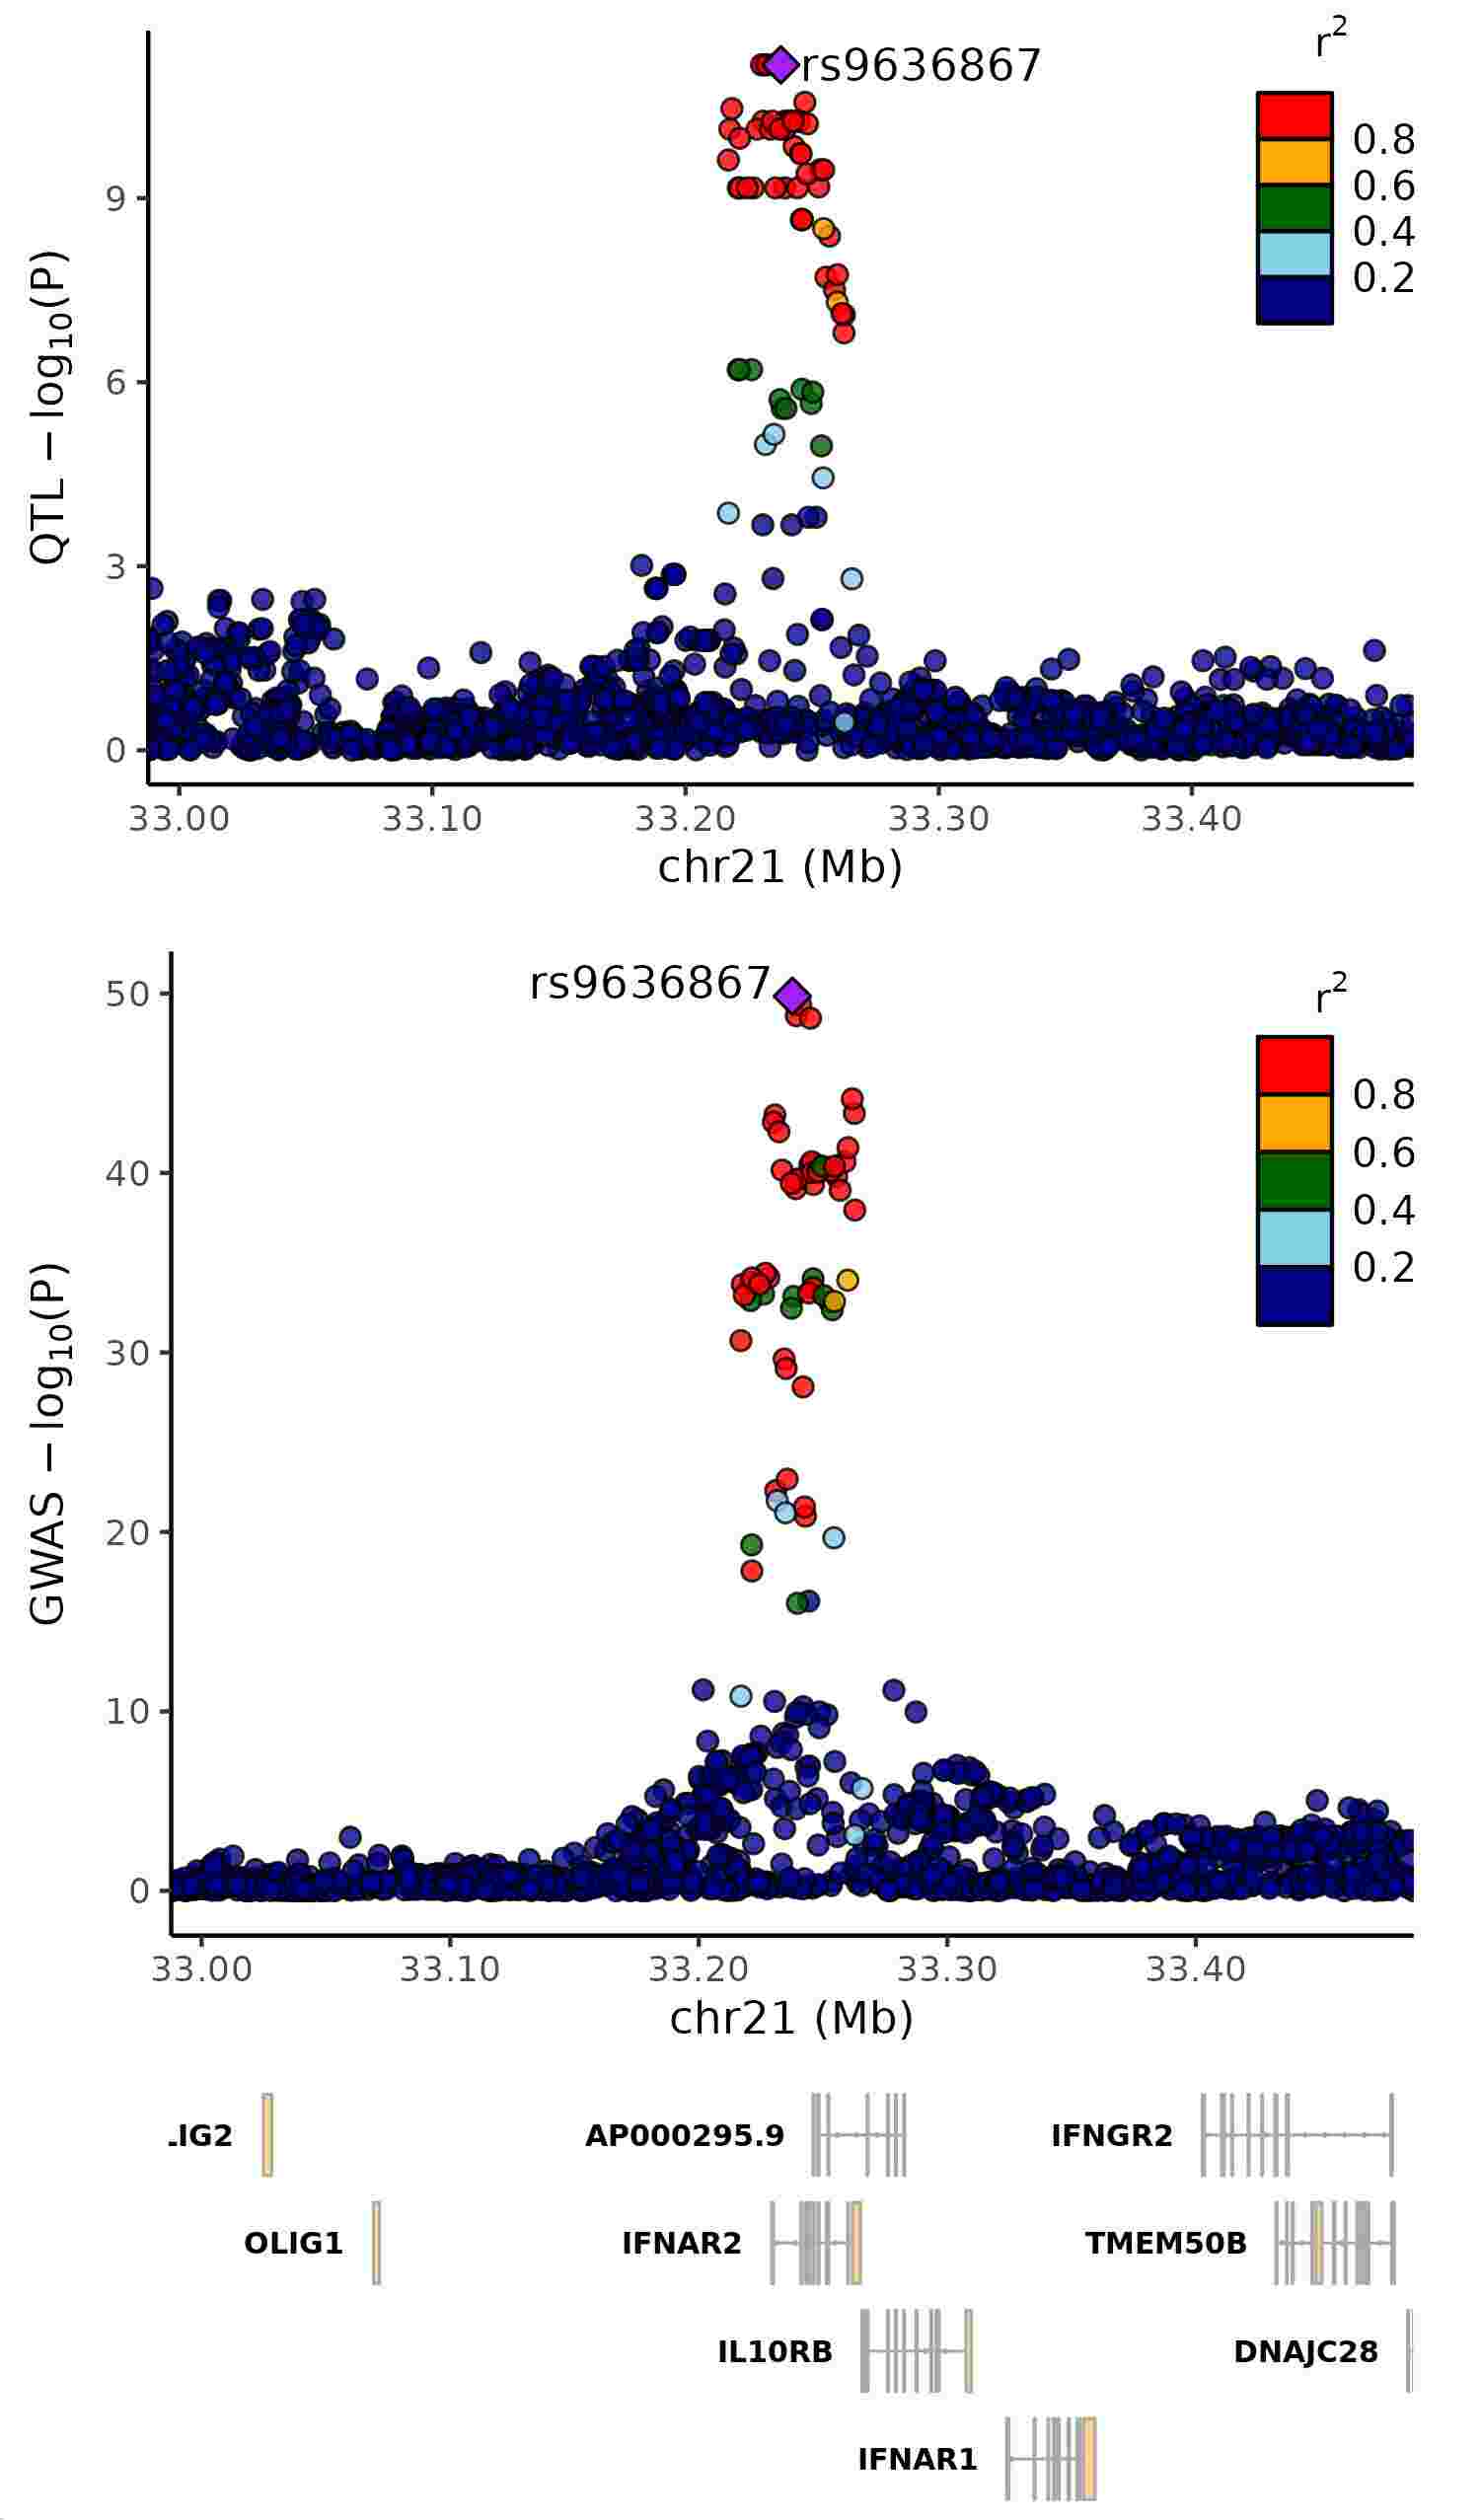 r2
rs9636867
0.8
0.6
0.4
0.2
9
6
3
0
QTL − log10(P)
33.00 33.10 33.20 33.30 33.40
chr21 (Mb)
rs9636867
r2
0.8
0.6
0.4
0.2
50
40
30
20
10
0
GWAS − log10(P)
33.00 33.10 33.20 33.30 33.40
chr21 (Mb)
IG2 AP000295.9 IFNGR2
OLIG1 IFNAR2 TMEM50B
IL10RB DNAJC28
IFNAR1